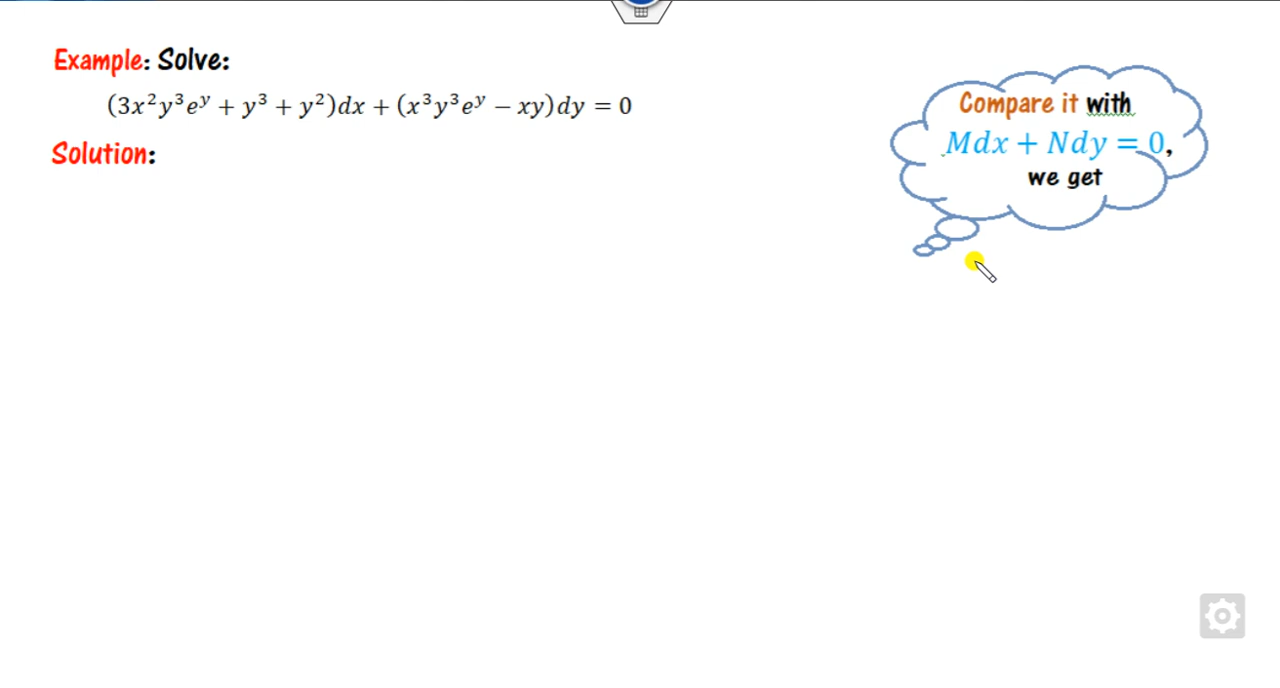 Example: Solve:
(3x²y³eʸ + y³ + y²)dx + (x³y³eʸ − xy)dy = 0
Solution:
Compare it with
Mdx + Ndy = 0,
we get